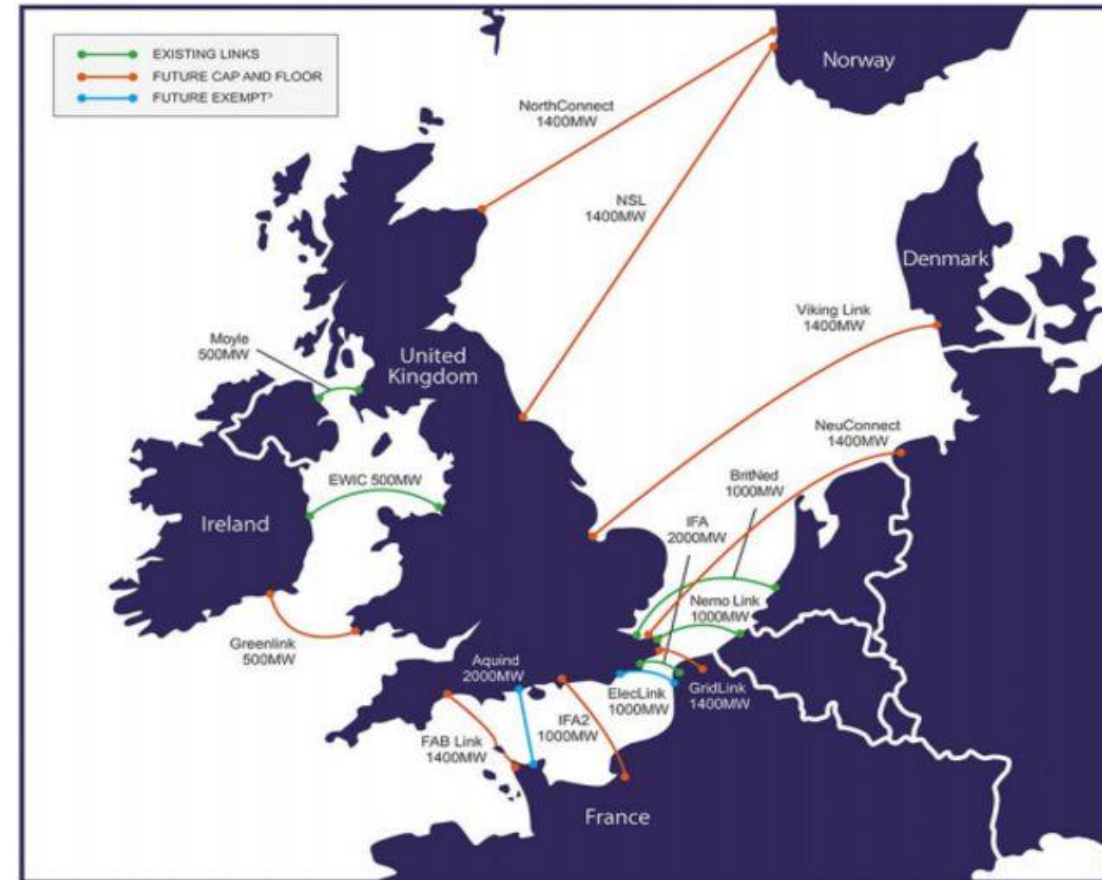 EXISTING LINKS
FUTURE CAP AND FLOOR
FUTURE EXEMPT³
Norway
NorthConnect
1400MW
NSL
1400MW
Denmark
Viking Link
1400MW
Moyle
500MW
United
Kingdom
NeuConnect
1400MW
BritNed
1000MW
EWIC 500MW
IFA
2000MW
Ireland
Nemo Link
1000MW
Greenlink
500MW
Aquind
2000MW
ElecLink
1000MW
GridLink
1400MW
IFA2
1000MW
FAB Link
1400MW
France